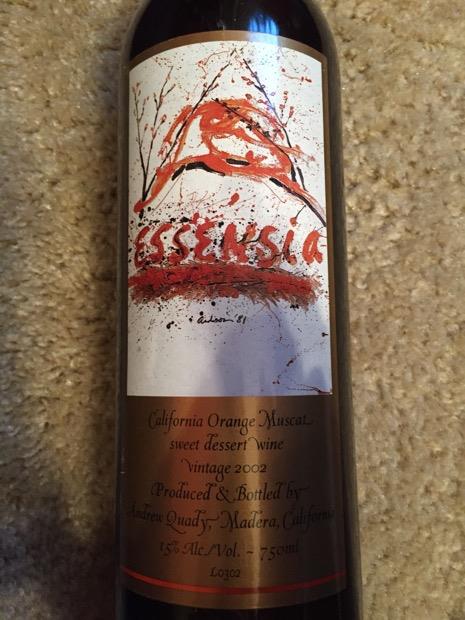 ESSENSIA
'81
California Orange Muscat
sweet dessert wine
vintage 2002
Produced & Bottled by
Andrew Quady, Madera, California
15% Alc/Vol. ~ 750ml
L0302